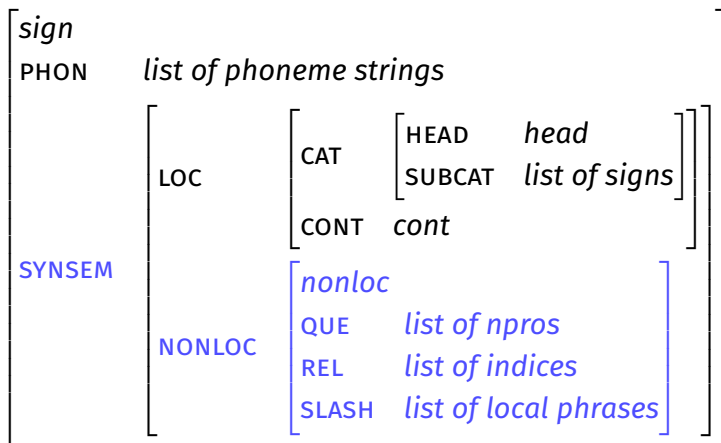 sign
PHON list of phoneme strings
CAT HEAD head
SUBCAT list of signs
LOC
CONT cont
SYNSEM
nonloc
QUE list of npros
NONLOC
REL list of indices
SLASH list of local phrases